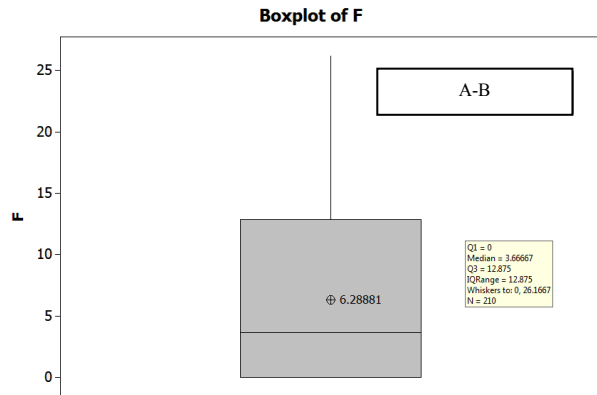 Boxplot of F
25
20
15
10
5
0
F
A-B
6.28881
Q1 = 0
Median = 3.66667
Q3 = 12.875
IQRange = 12.875
Whiskers to: 0, 26.1667
N = 210